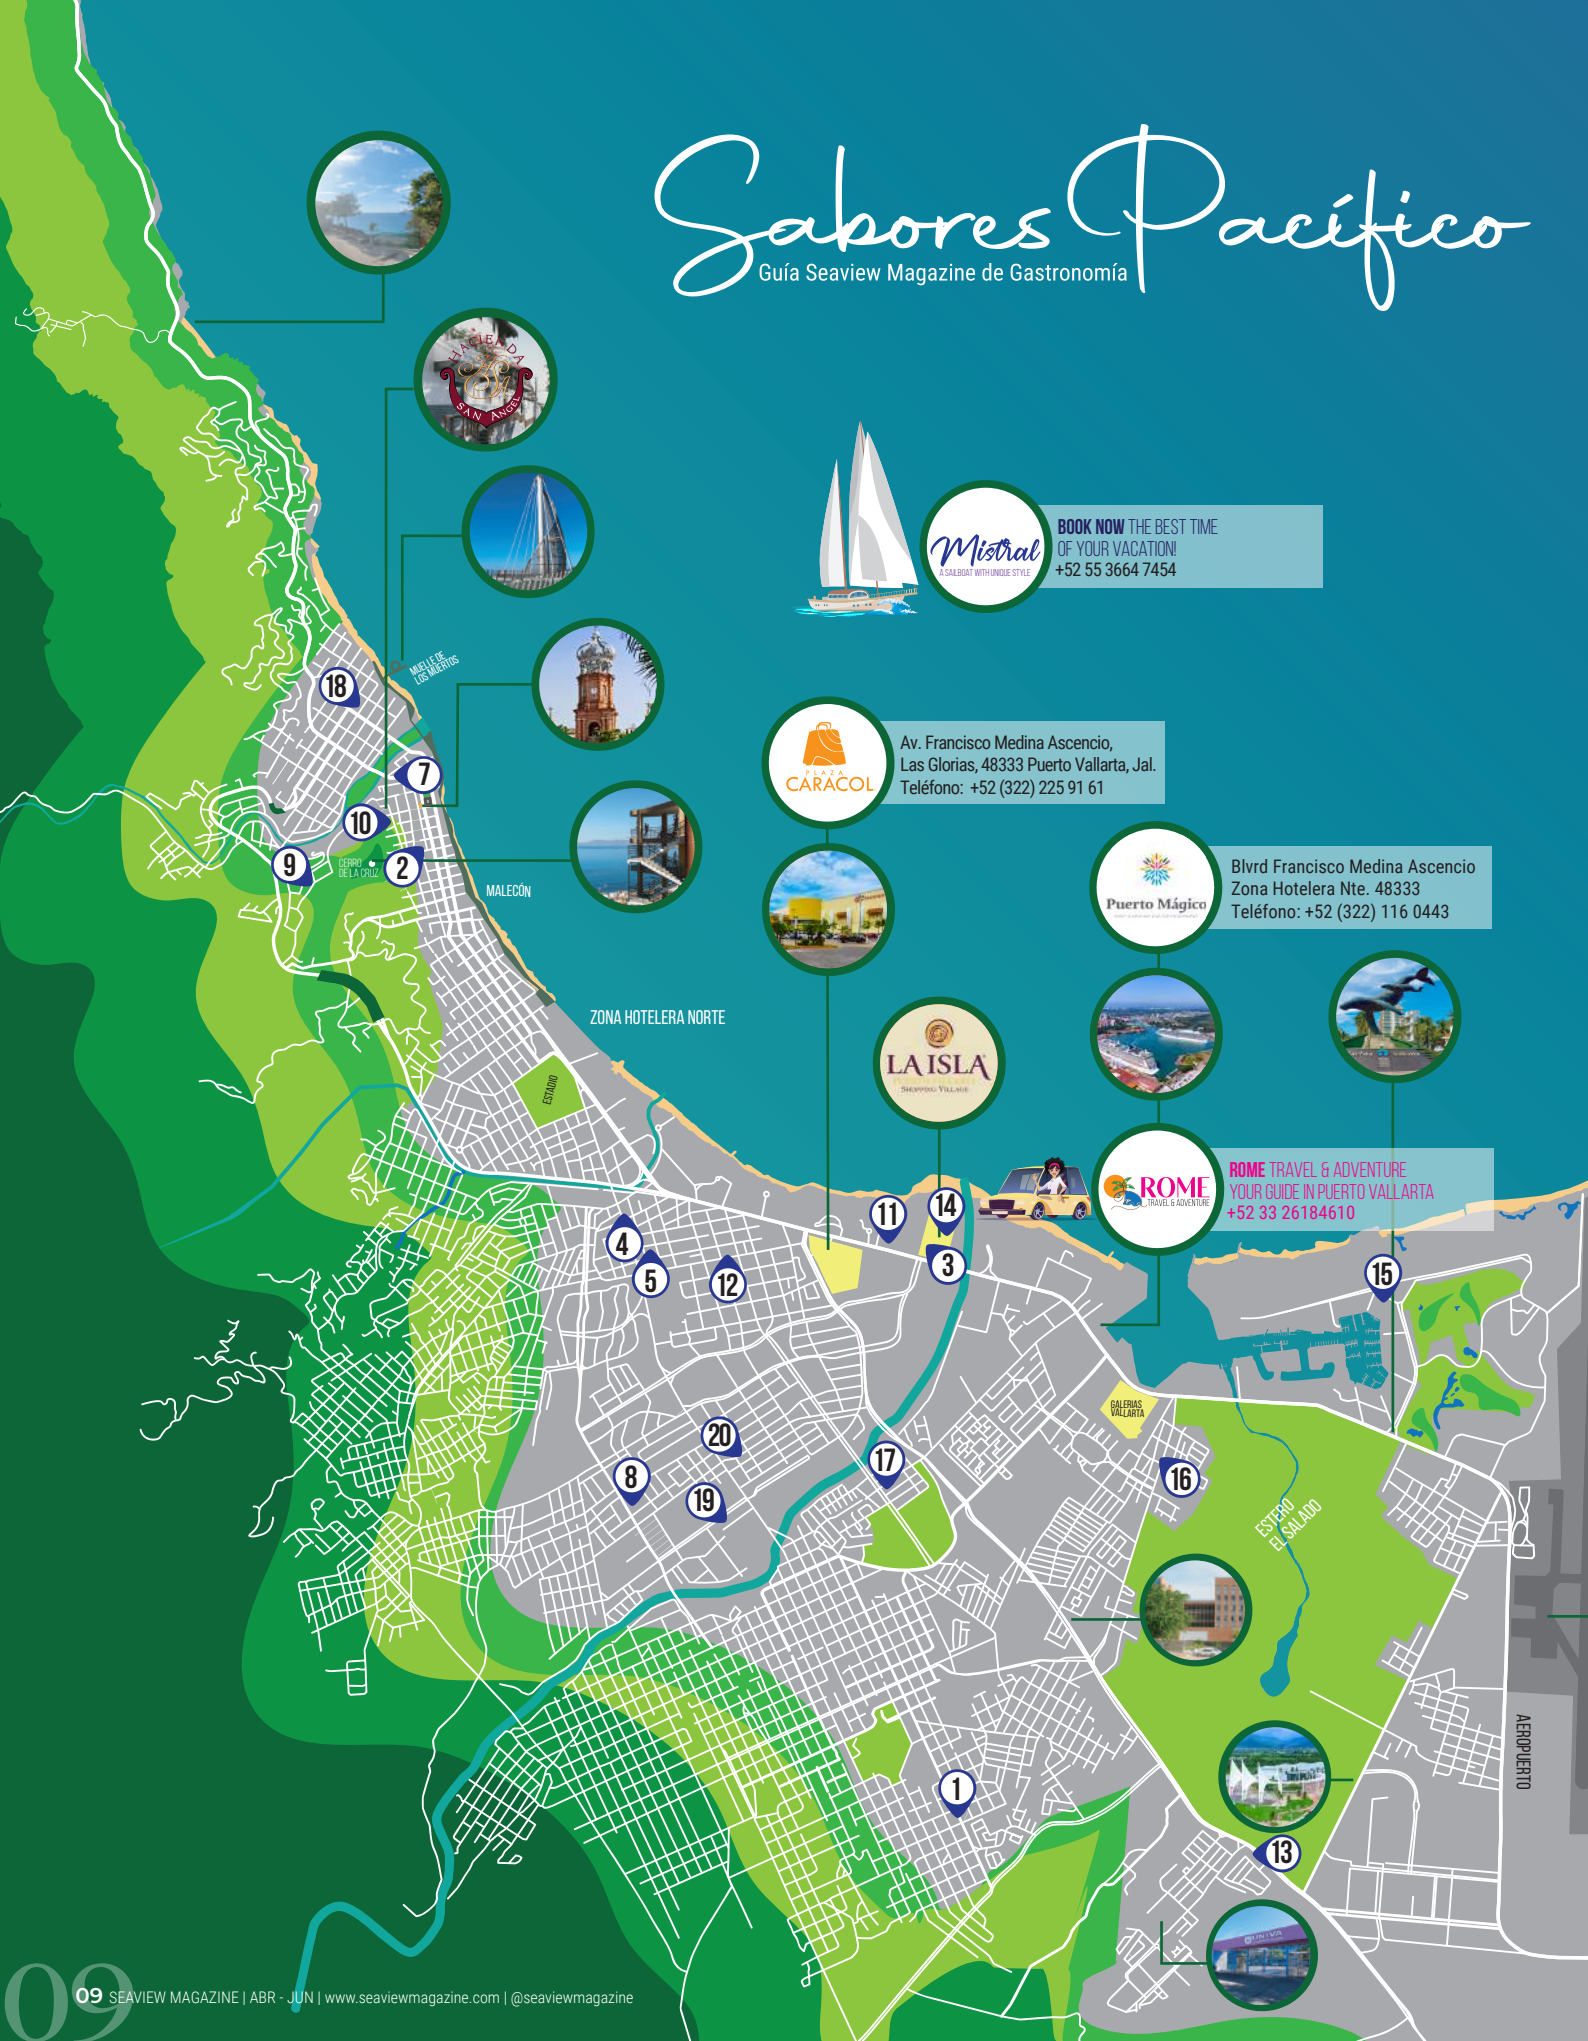 Sabores Pacífico
Guía Seaview Magazine de Gastronomía
HACIENDA
SAN ANGEL
Mistral
A SAILBOAT WITH UNIQUE STYLE
BOOK NOW THE BEST TIME
OF YOUR VACATION!
+52 55 3664 7454
MUELLE DE
LOS MUERTOS
18
7
10
9
2
CERRO
DE LA CRUZ
MALECÓN
PLAZA
CARACOL
Av. Francisco Medina Ascencio,
Las Glorias, 48333 Puerto Vallarta, Jal.
Teléfono: +52 (322) 225 91 61
Puerto Mágico
Blvrd Francisco Medina Ascencio
Zona Hotelera Nte. 48333
Teléfono: +52 (322) 116 0443
ZONA HOTELERA NORTE
ESTADIO
LA ISLA
SHOPPING VILLAGE
ROME
TRAVEL & ADVENTURE
ROME TRAVEL & ADVENTURE
YOUR GUIDE IN PUERTO VALLARTA
+52 33 26184610
11
14
4
5
12
3
15
GALERIAS
VALLARTA
20
8
19
17
16
ESTERO
EL SALADO
AEROPUERTO
1
13
UNIVA
09
09 SEAVIEW MAGAZINE | ABR - JUN | www.seaviewmagazine.com | @seaviewmagazine